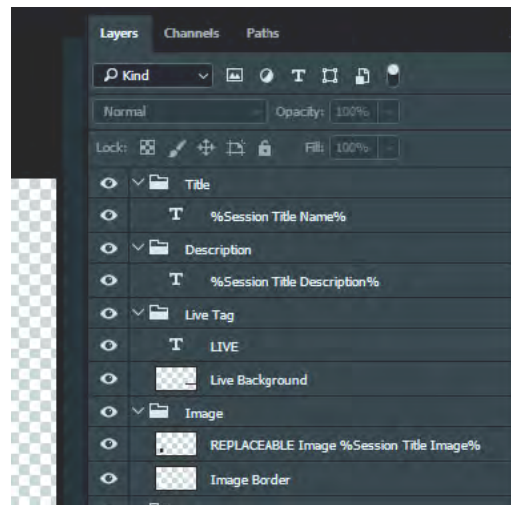 Layers Channels Paths
Kind
Normal Opacity: 100%
Lock: Fill: 100%
Title
T %Session Title Name%
Description
T %Session Title Description%
Live Tag
T LIVE
Live Background
Image
REPLACEABLE Image %Session Title Image%
Image Border